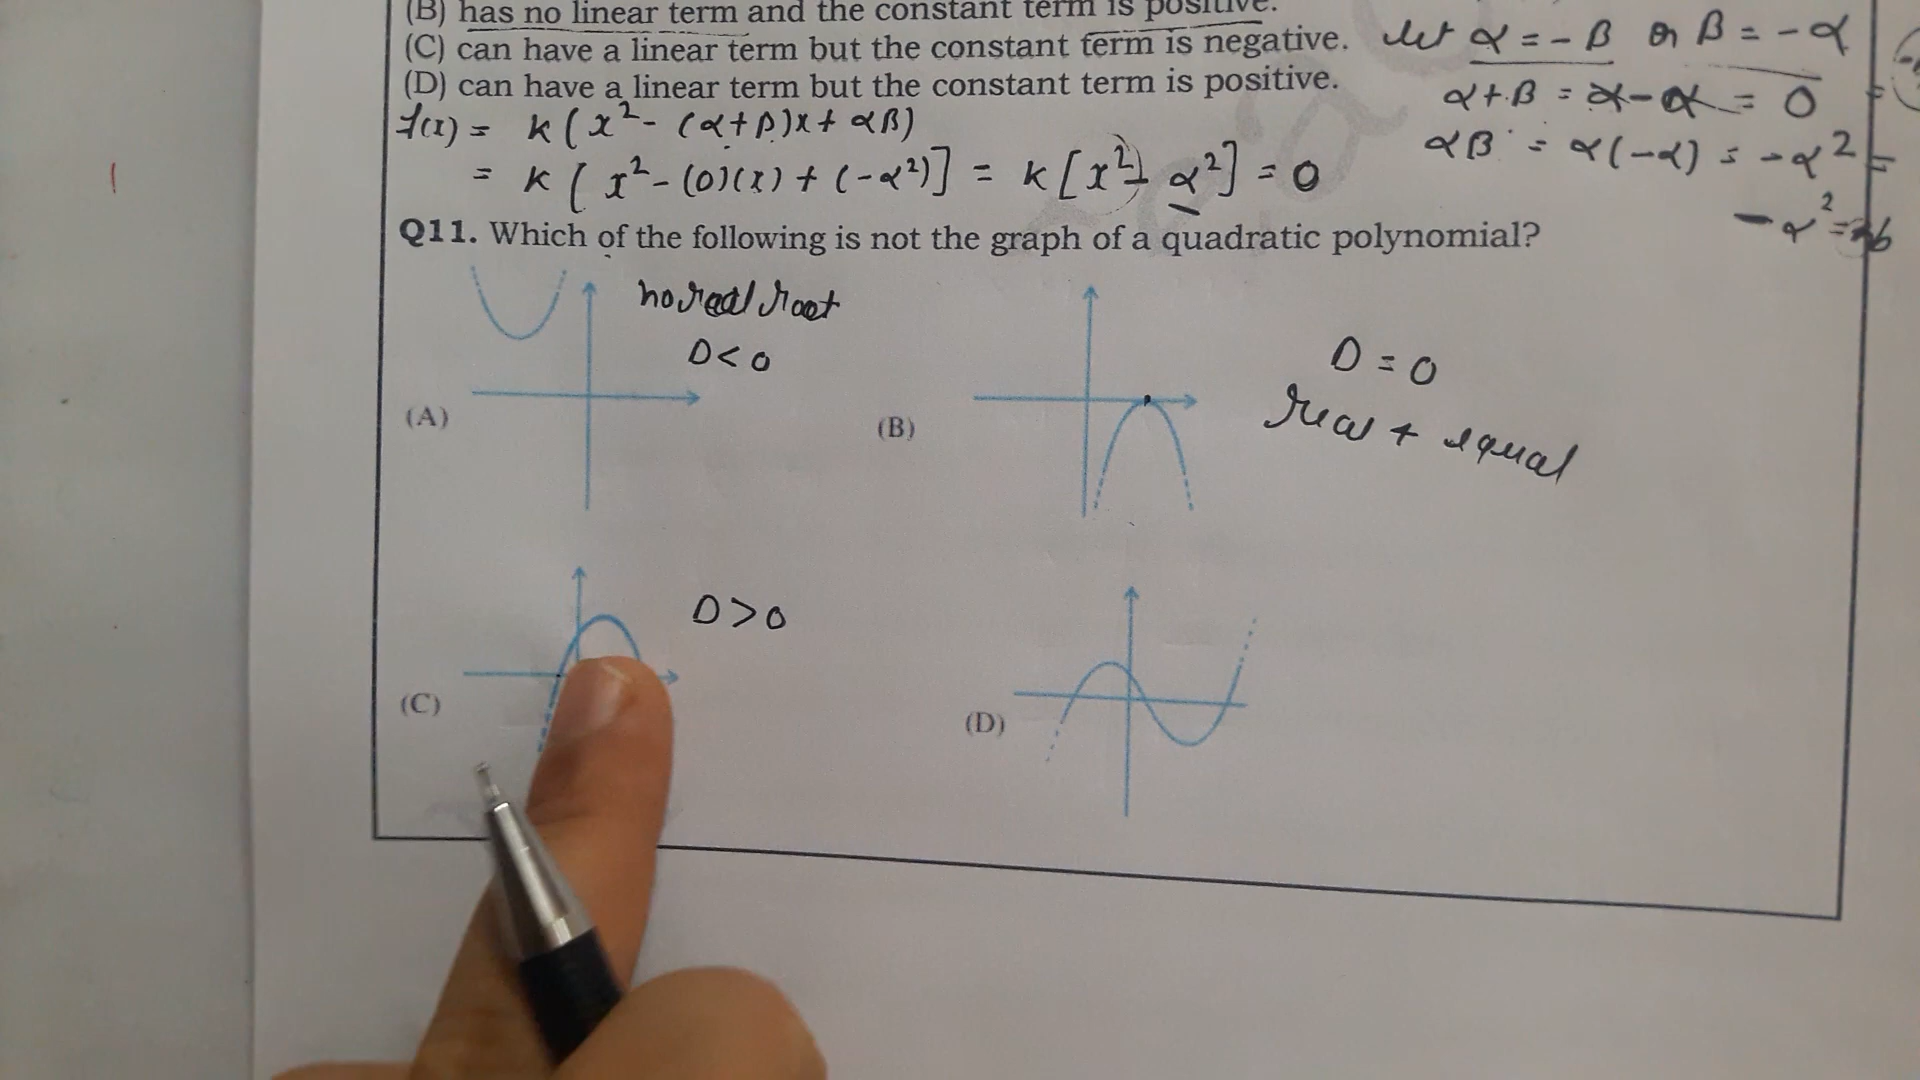 (B) has no linear term and the constant term is positive.
(C) can have a linear term but the constant term is negative.
(D) can have a linear term but the constant term is positive.
let α = -β or β = -α
α+β = α-α = 0
αβ = α(-α) = -α² =
-α² =
f(x) = k(x² - (α+β)x + αβ)
= k[x² - (0)(x) + (-α²)] = k[x² - α²] = 0
Q11. Which of the following is not the graph of a quadratic polynomial?
no real root
D<0
(A)
D = 0
real + equal
(B)
D>0
(C)
(D)